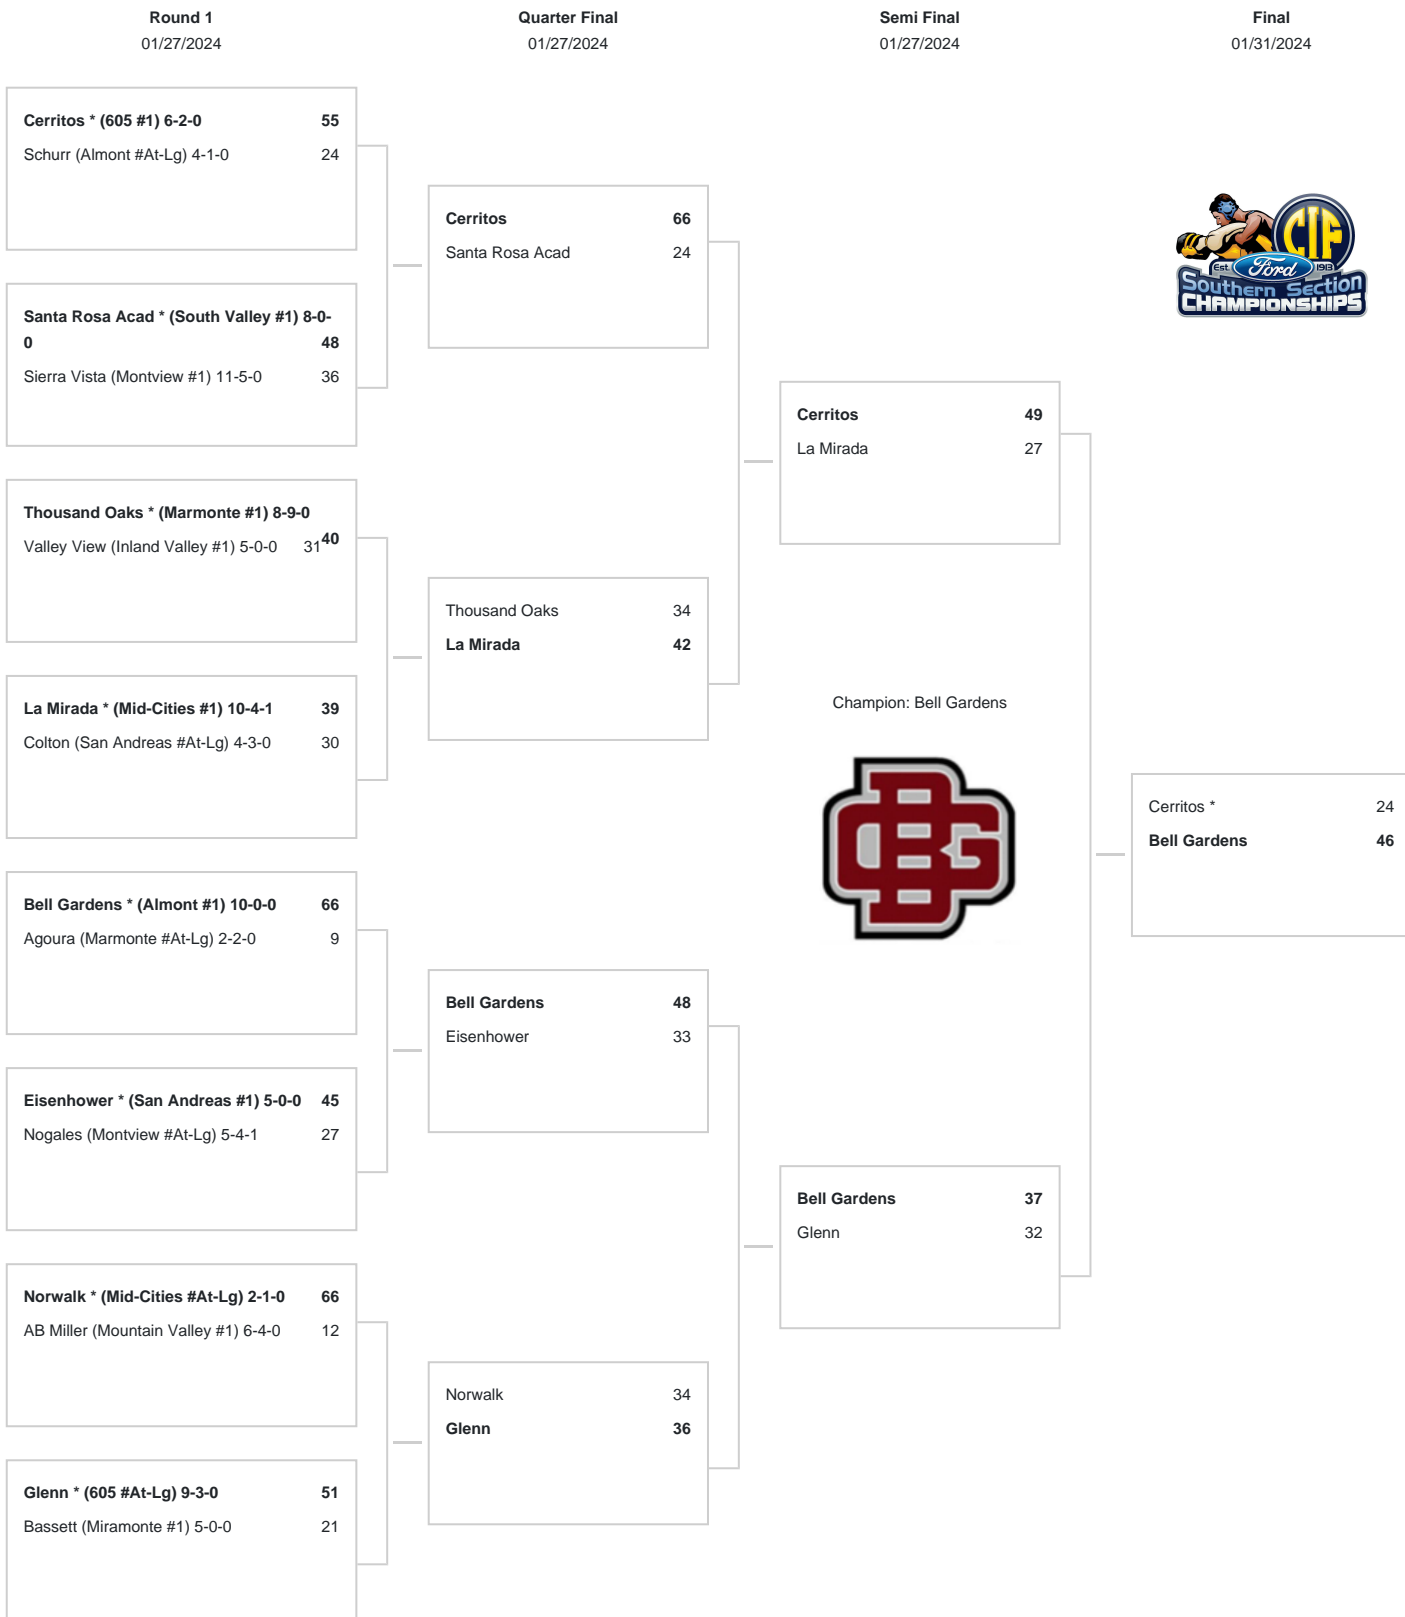 Round 1
01/27/2024
Quarter Final
01/27/2024
Semi Final
01/27/2024
Final
01/31/2024
Cerritos * (605 #1) 6-2-0 55
Schurr (Almont #At-Lg) 4-1-0 24
Santa Rosa Acad * (South Valley #1) 8-0-
0 48
Sierra Vista (Montview #1) 11-5-0 36
Thousand Oaks * (Marmonte #1) 8-9-0
40
Valley View (Inland Valley #1) 5-0-0 31
La Mirada * (Mid-Cities #1) 10-4-1 39
Colton (San Andreas #At-Lg) 4-3-0 30
Bell Gardens * (Almont #1) 10-0-0 66
Agoura (Marmonte #At-Lg) 2-2-0 9
Eisenhower * (San Andreas #1) 5-0-0 45
Nogales (Montview #At-Lg) 5-4-1 27
Norwalk * (Mid-Cities #At-Lg) 2-1-0 66
AB Miller (Mountain Valley #1) 6-4-0 12
Glenn * (605 #At-Lg) 9-3-0 51
Bassett (Miramonte #1) 5-0-0 21
Cerritos 66
Santa Rosa Acad 24
Thousand Oaks 34
La Mirada 42
Bell Gardens 48
Eisenhower 33
Norwalk 34
Glenn 36
Cerritos 49
La Mirada 27
Champion: Bell Gardens
BG
Bell Gardens 37
Glenn 32
CIF
Est. Ford 1913
Southern Section
CHAMPIONSHIPS
Cerritos * 24
Bell Gardens 46